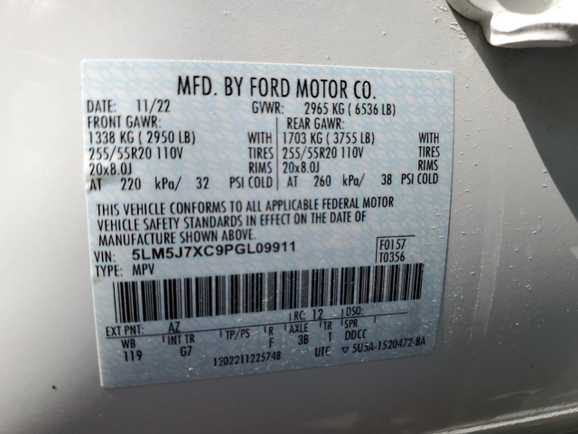 MFD. BY FORD MOTOR CO.
DATE: 11/22 GVWR: 2965 KG ( 6536 LB)
FRONT GAWR: REAR GAWR:
1338 KG ( 2950 LB) WITH 1703 KG ( 3755 LB) WITH
255/55R20 110V TIRES 255/55R20 110V TIRES
20x8.0J RIMS 20x8.0J RIMS
AT 220 kPa/ 32 PSI COLD AT 260 kPa/ 38 PSI COLD
THIS VEHICLE CONFORMS TO ALL APPLICABLE FEDERAL MOTOR
VEHICLE SAFETY STANDARDS IN EFFECT ON THE DATE OF
MANUFACTURE SHOWN ABOVE.
VIN: 5LM5J7XC9PGL09911 F0157
TYPE: MPV T0356
EXT PNT: AZ RC: 12 DSO:
WB INT TR TP/PS R AXLE TR SPR
119 G7 F 3B T DDCC
1202211225748 UTC 5U5A-1520472-BA